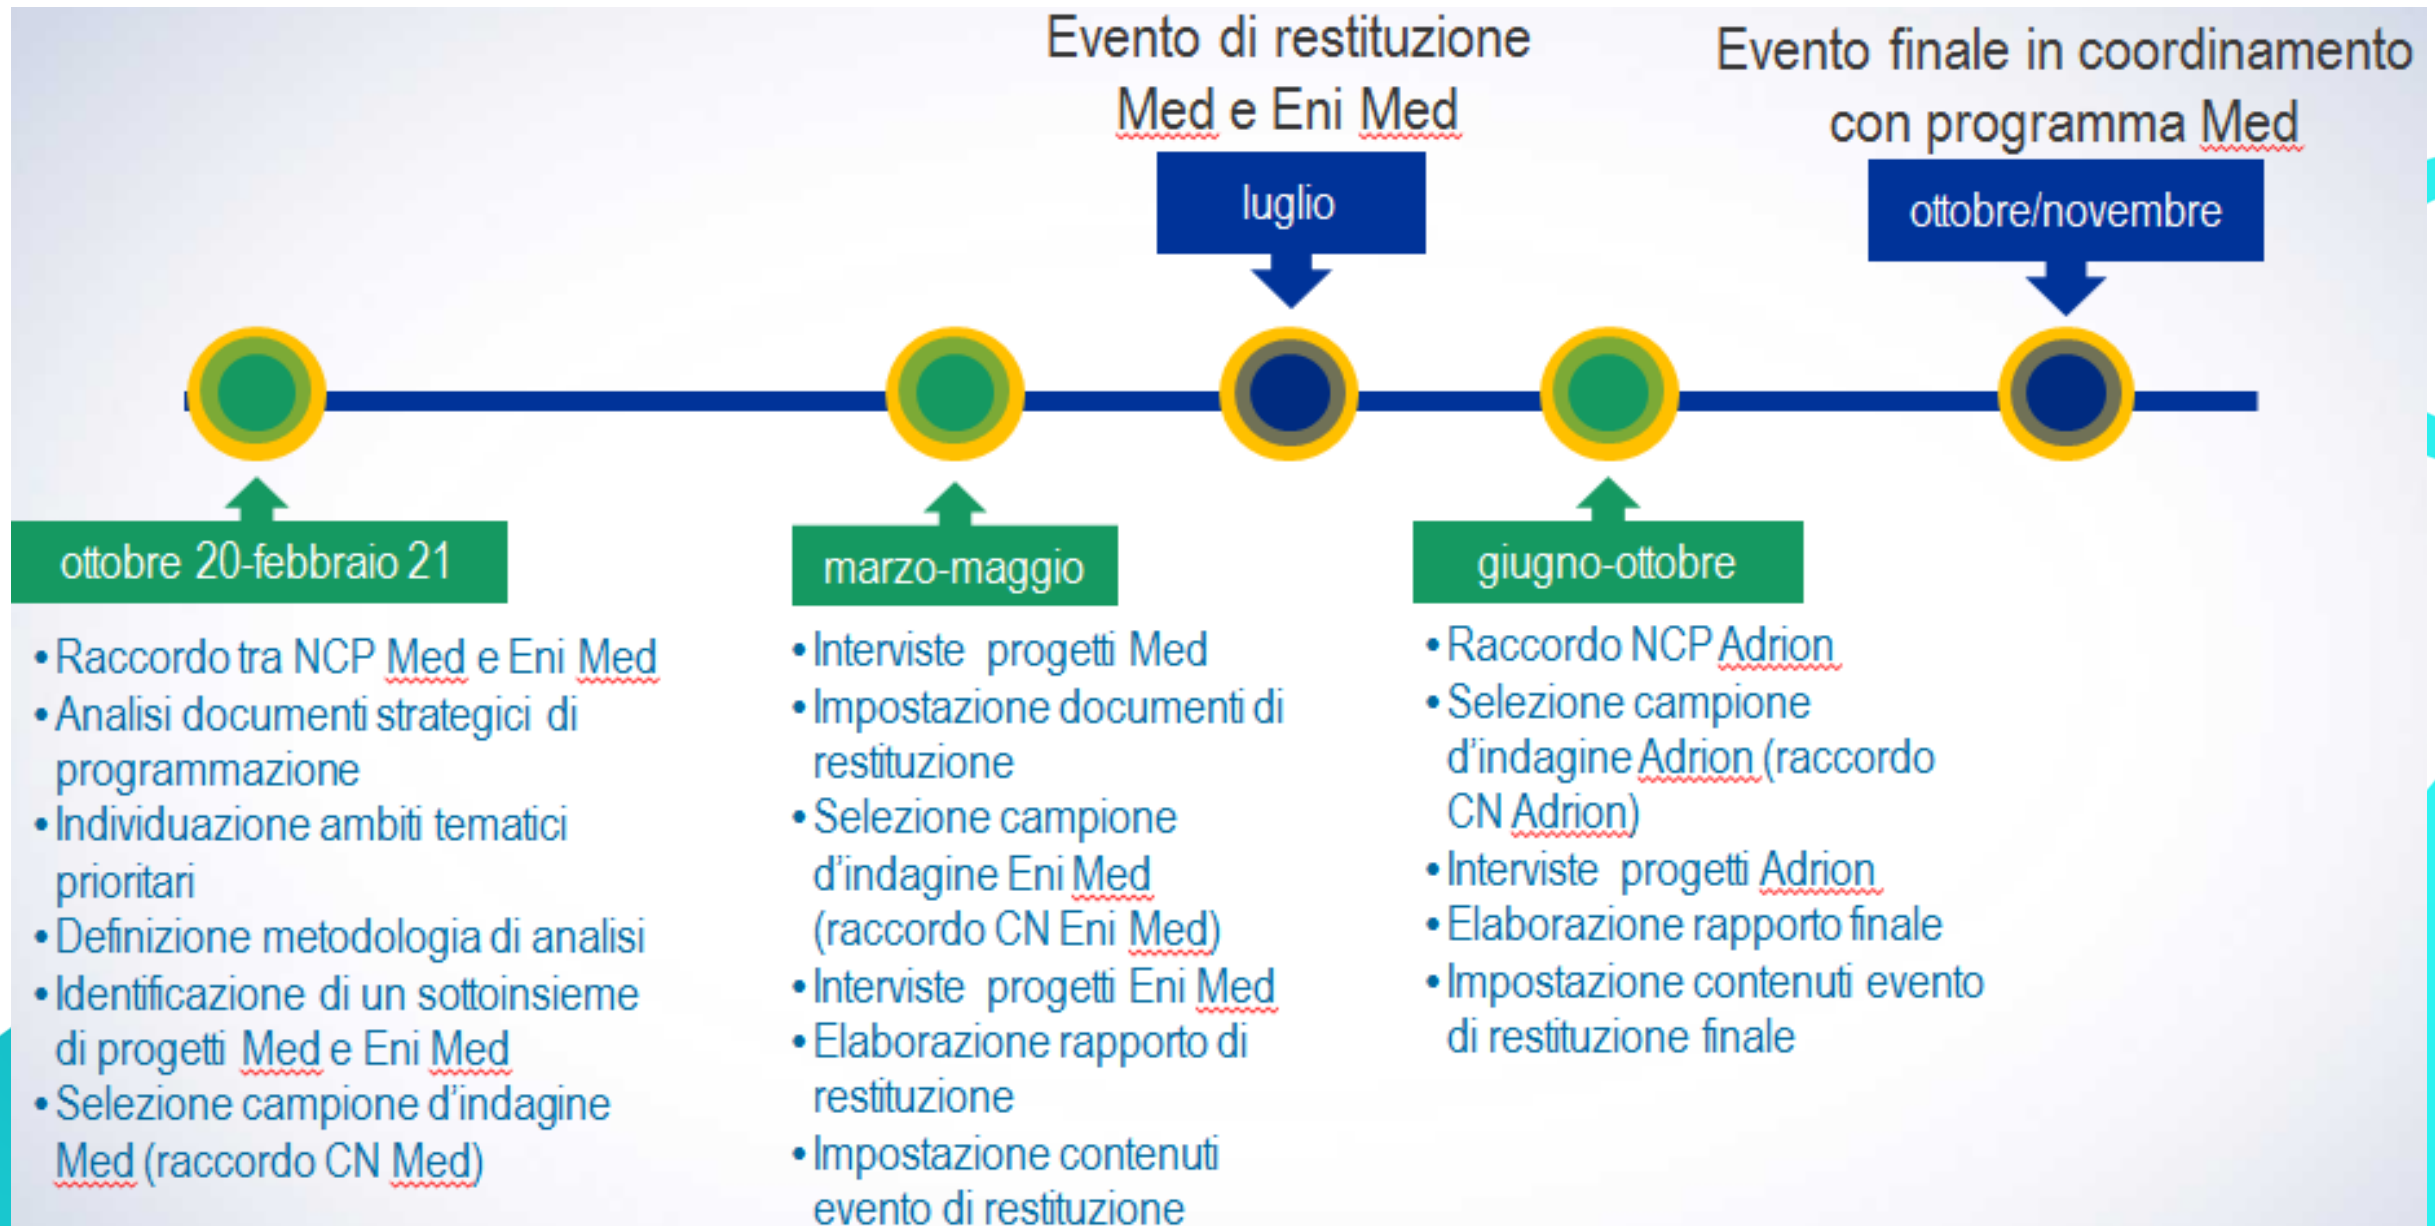 Evento di restituzione
Med e Eni Med
luglio
Evento finale in coordinamento
con programma Med
ottobre/novembre
ottobre 20-febbraio 21
•Raccordo tra NCP Med e Eni Med
•Analisi documenti strategici di
programmazione
•Individuazione ambiti tematici
prioritari
•Definizione metodologia di analisi
•Identificazione di un sottoinsieme
di progetti Med e Eni Med
•Selezione campione d'indagine
Med (raccordo CN Med)
marzo-maggio
•Interviste progetti Med
•Impostazione documenti di
restituzione
•Selezione campione
d'indagine Eni Med
(raccordo CN Eni Med)
•Interviste progetti Eni Med
•Elaborazione rapporto di
restituzione
•Impostazione contenuti
evento di restituzione
giugno-ottobre
•Raccordo NCP Adrion
•Selezione campione
d'indagine Adrion (raccordo
CN Adrion)
•Interviste progetti Adrion
•Elaborazione rapporto finale
•Impostazione contenuti evento
di restituzione finale